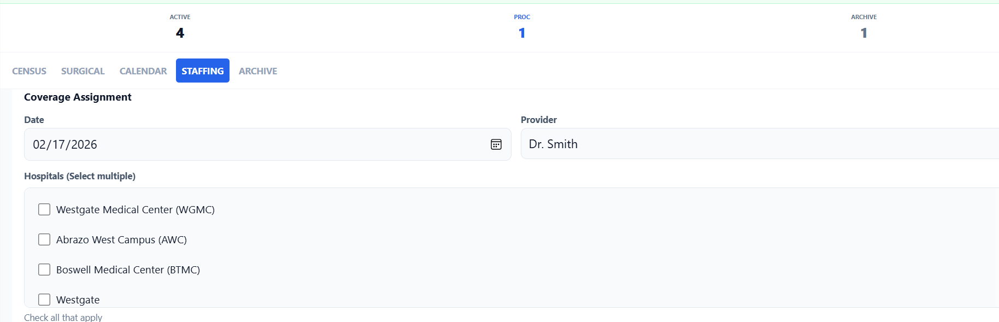 ACTIVE
4
PROC
1
ARCHIVE
1
CENSUS SURGICAL CALENDAR STAFFING ARCHIVE
Coverage Assignment
Date
02/17/2026
Provider
Dr. Smith
Hospitals (Select multiple)
Westgate Medical Center (WGMC)
Abrazo West Campus (AWC)
Boswell Medical Center (BTMC)
Westgate
Check all that apply